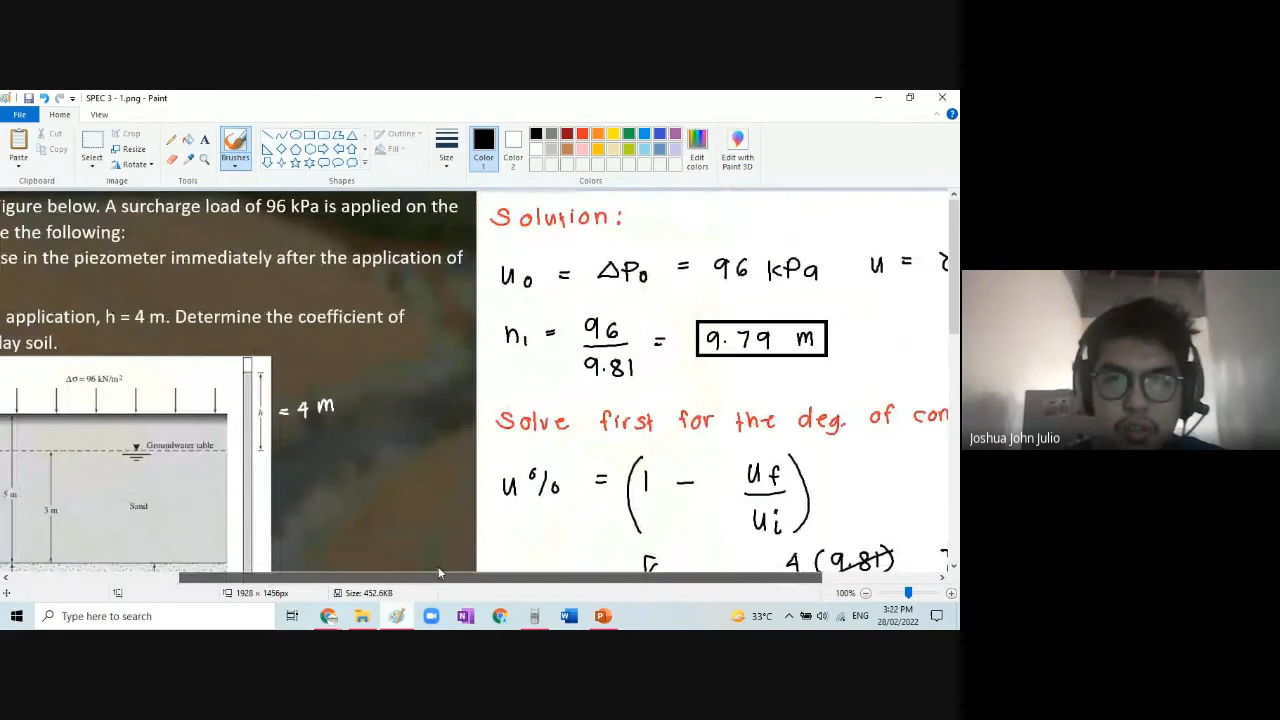 SPEC 3 - 1.png - Paint
File Home View
Paste
Cut
Copy
Clipboard
Select
Crop
Resize
Rotate
Image
A
Tools
Brushes
Shapes
Outline
Fill
Size
Color 1
Color 2
Edit colors
Colors
Edit with Paint 3D
igure below. A surcharge load of 96 kPa is applied on the
e the following:
se in the piezometer immediately after the application of
application, h = 4 m. Determine the coefficient of
lay soil.
Δσ = 96 kN/m²
h
= 4 m
Groundwater table
5 m
3 m
Sand
Solution:
u₀ = ΔP₀ = 96 kPa u =
h₁ = 96/9.81 = 9.79 m
Solve first for the deg. of con
u% = (1 - uf/ui)
4 (9.81)
1928 × 1456px
Size: 452.6KB
100%
Type here to search
33°C
ENG
3:22 PM
28/02/2022
Joshua John Julio